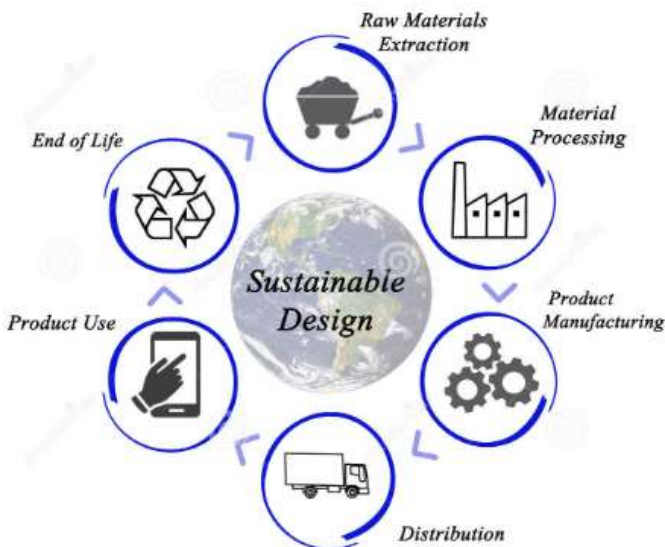 Raw Materials
Extraction
Material
Processing
Product
Manufacturing
Distribution
Product Use
End of Life
Sustainable
Design